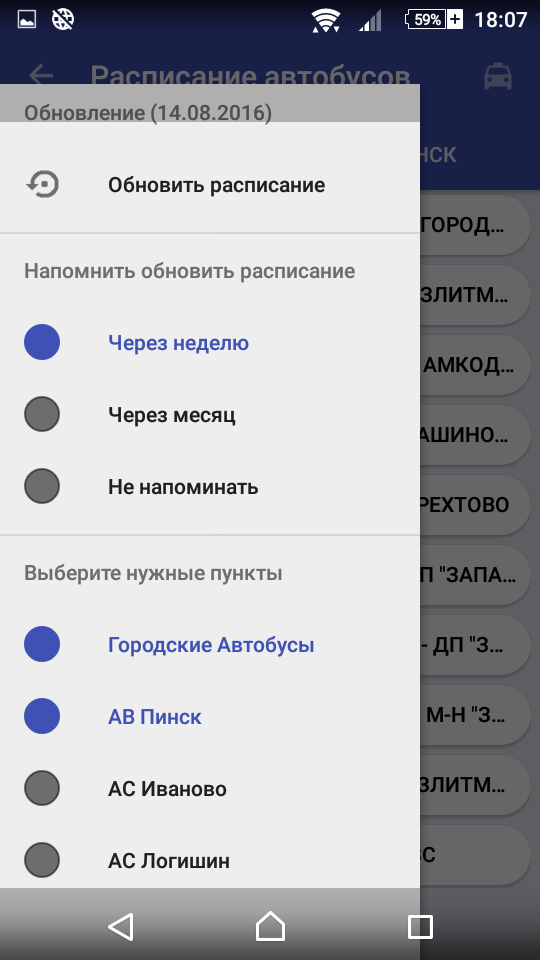 59%
18:07
Расписание автобусов
Обновление (14.08.2016)
НСК
Обновить расписание
ГОРОД...
Напомнить обновить расписание
ЗЛИТМ...
Через неделю
АМКОД...
Через месяц
АШИНО...
Не напоминать
РЕХТОВО
Выберите нужные пункты
П "ЗАПА...
Городские Автобусы
- ДП "З...
АВ Пинск
М-Н "З...
АС Иваново
ЗЛИТМ...
АС Логишин
ЗС